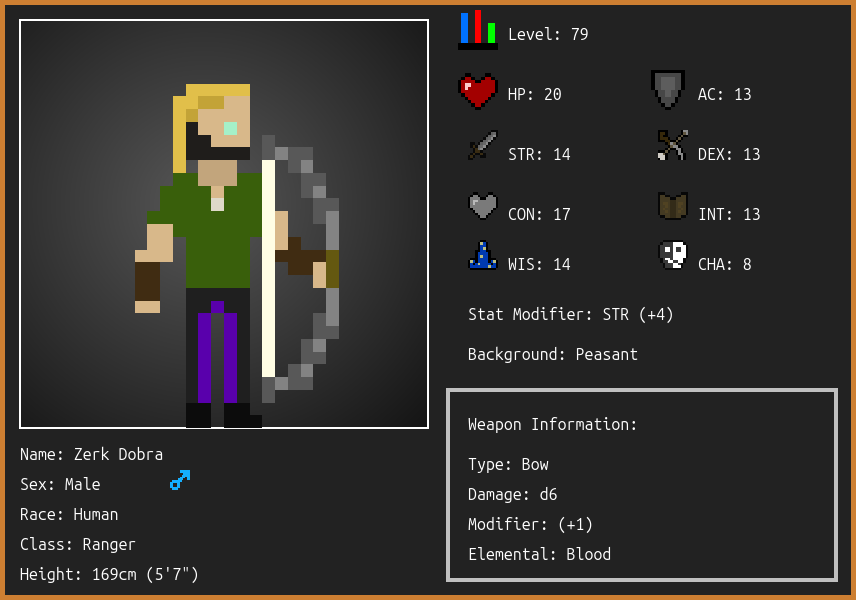 Level: 79
HP: 20
AC: 13
STR: 14
DEX: 13
CON: 17
INT: 13
WIS: 14
CHA: 8
Stat Modifier: STR (+4)
Background: Peasant
Weapon Information:
Type: Bow
Damage: d6
Modifier: (+1)
Elemental: Blood
Name: Zerk Dobra
Sex: Male
Race: Human
Class: Ranger
Height: 169cm (5'7")